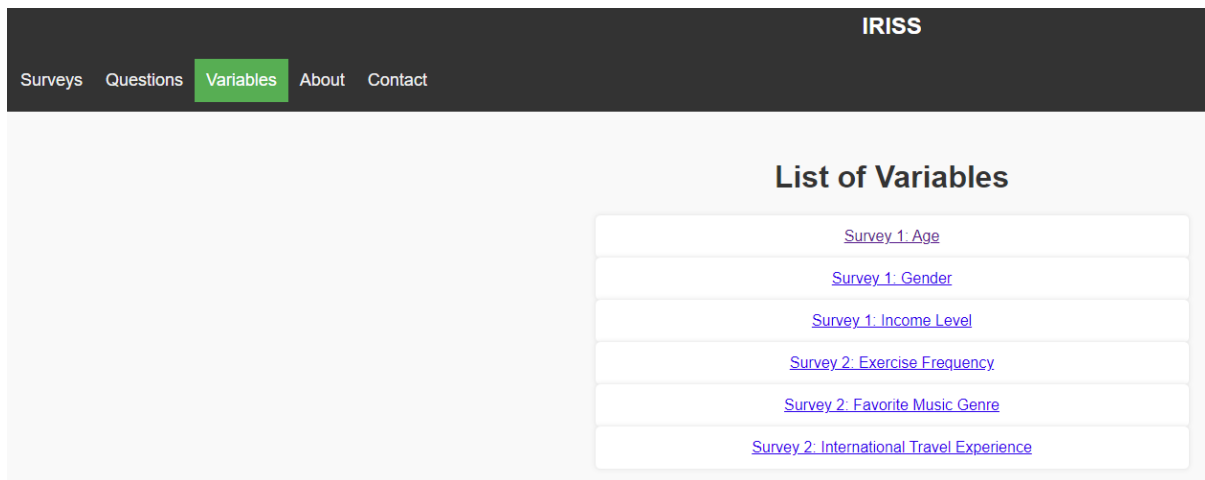 IRISS
Surveys Questions Variables About Contact
List of Variables
Survey 1: Age
Survey 1: Gender
Survey 1: Income Level
Survey 2: Exercise Frequency
Survey 2: Favorite Music Genre
Survey 2: International Travel Experience